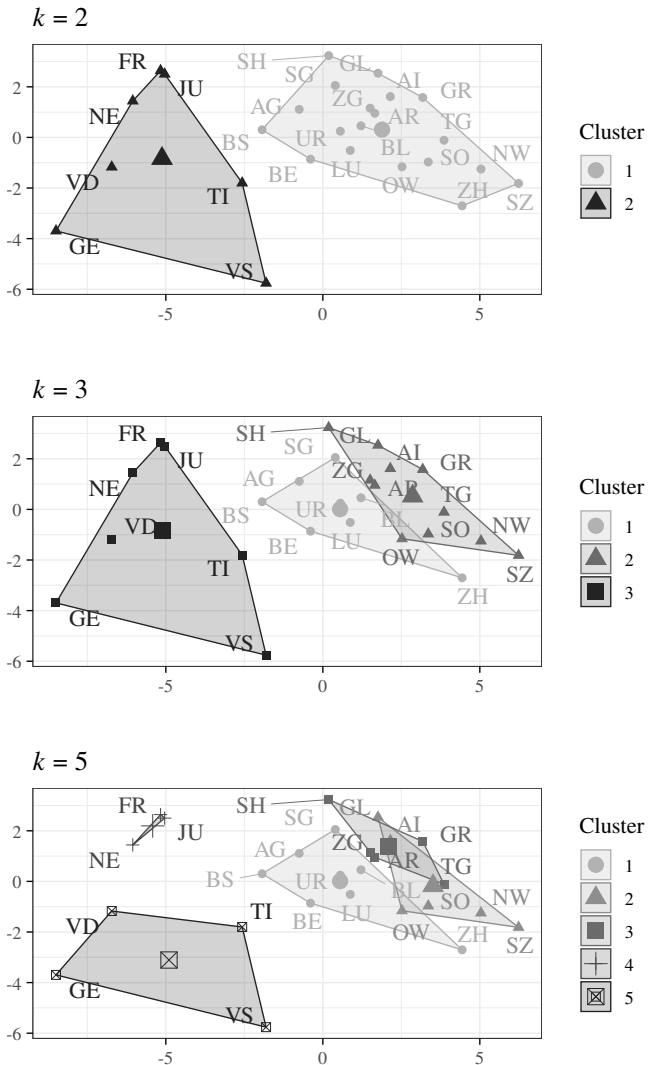 k = 2
SH GL
SG AI
FR JU
NE AG ZG AR GR
BS UR TG
VD BE LU BL SO NW
TI OW ZH SZ
GE VS
2
0
-2
-4
-6
-5 0 5
Cluster
1
2
k = 3
SH GL
SG AI
FR JU
NE AG ZG AR GR
BS UR TG
VD BE LU BL SO NW
TI OW ZH SZ
GE VS
2
0
-2
-4
-6
-5 0 5
Cluster
1
2
3
k = 5
SH GL
SG AI
FR JU
NE AG ZG AR GR
BS UR TG
VD BE LU BL SO NW
TI OW ZH SZ
GE VS
2
0
-2
-4
-6
-5 0 5
Cluster
1
2
3
4
5